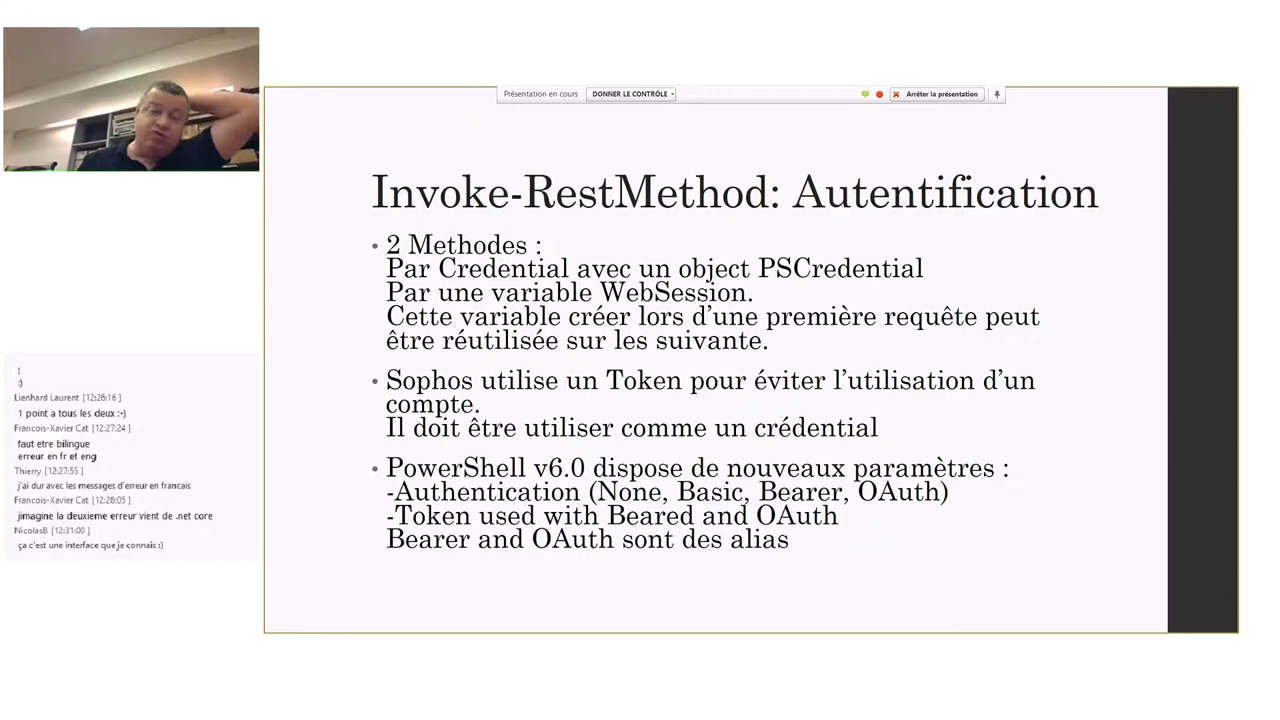 Présentation en cours
DONNER LE CONTRÔLE
Arrêter la présentation
Invoke-RestMethod: Autentification
• 2 Methodes :
Par Credential avec un object PSCredential
Par une variable WebSession.
Cette variable créer lors d’une première requête peut
être réutilisée sur les suivante.
• Sophos utilise un Token pour éviter l’utilisation d’un
compte.
Il doit être utiliser comme un crédential
• PowerShell v6.0 dispose de nouveaux paramètres :
-Authentication (None, Basic, Bearer, OAuth)
-Token used with Beared and OAuth
Bearer and OAuth sont des alias
:)
Lienhard Laurent [12:26:16 ]
1 point a tous les deux :-)
Francois-Xavier Cat [12:27:24 ]
faut etre bilingue
erreur en fr et eng
Thierry [12:27:55 ]
j'ai dur avec les messages d'erreur en francais
Francois-Xavier Cat [12:28:05 ]
jimagine la deuxieme erreur vient de .net core
NicolasB [12:31:00 ]
ça c'est une interface que je connais :)